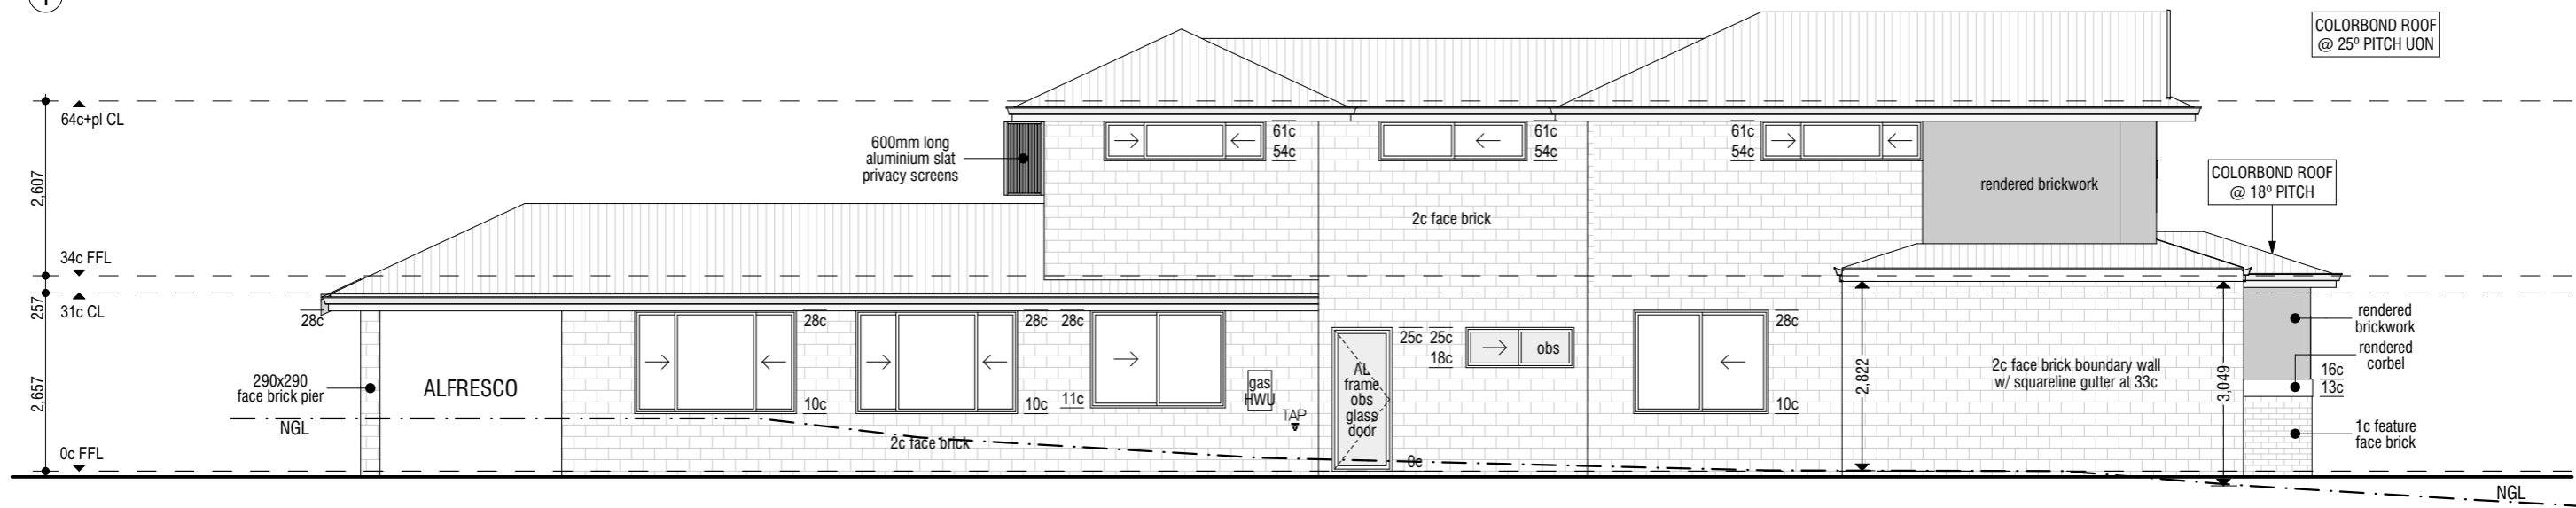 1
COLORBOND ROOF
@ 25º PITCH UON
64c+pl CL
61c
54c
61c
54c
61c
54c
600mm long
aluminium slat
privacy screens
rendered brickwork
COLORBOND ROOF
@ 18º PITCH
2,607
2c face brick
34c FFL
257
31c CL
28c
28c
28c
28c
28c
25c
25c
18c
obs
rendered
brickwork
rendered
corbel
16c
13c
2,657
290x290
face brick pier
ALFRESCO
10c
10c
11c
gas
HWU
TAP
AL
frame
obs
glass
door
10c
2,822
2c face brick boundary wall
w/ squareline gutter at 33c
3,049
NGL
2c face brick
1c feature
face brick
0c FFL
0c
NGL